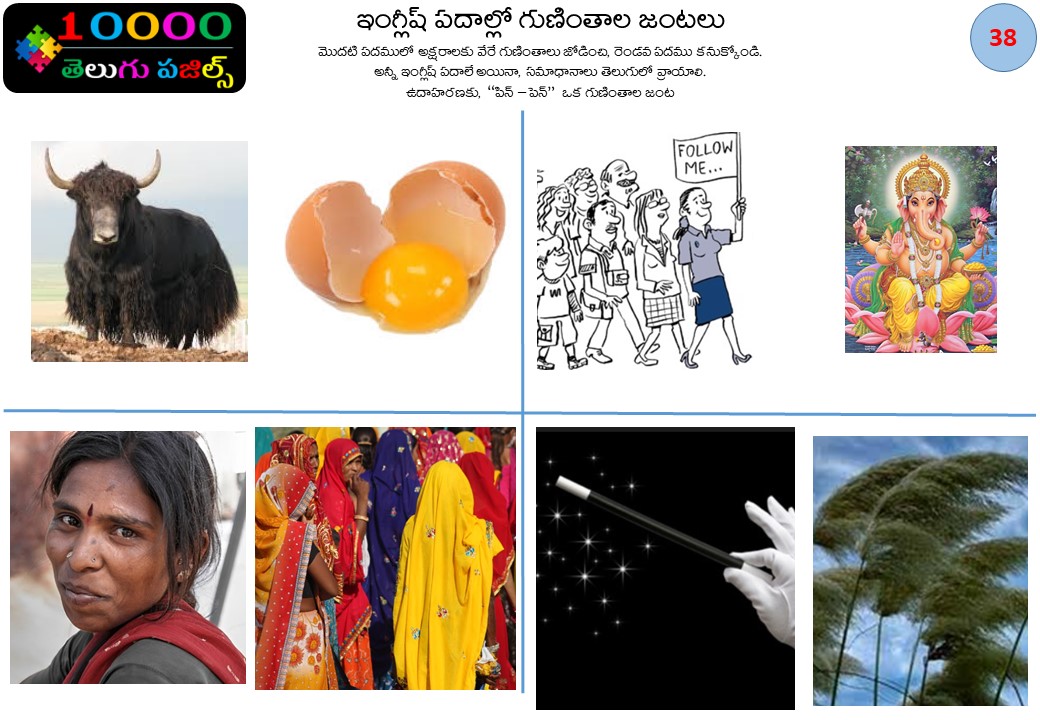 10000
తెలుగు పజిల్స్
ఇంగ్లీష్ పదాల్లో గుణింతాల జంటలు
మొదటి పదములో అక్షరాలకు వేరే గుణింతాలు జోడించి, రెండవ పదము కనుక్కోండి.
అన్నీ ఇంగ్లీష్ పదాలే అయినా, సమాధానాలు తెలుగులో వ్రాయాలి.
ఉదాహరణకు, “పిన్ – పెన్” ఒక గుణింతాల జంట
38
FOLLOW
ME...